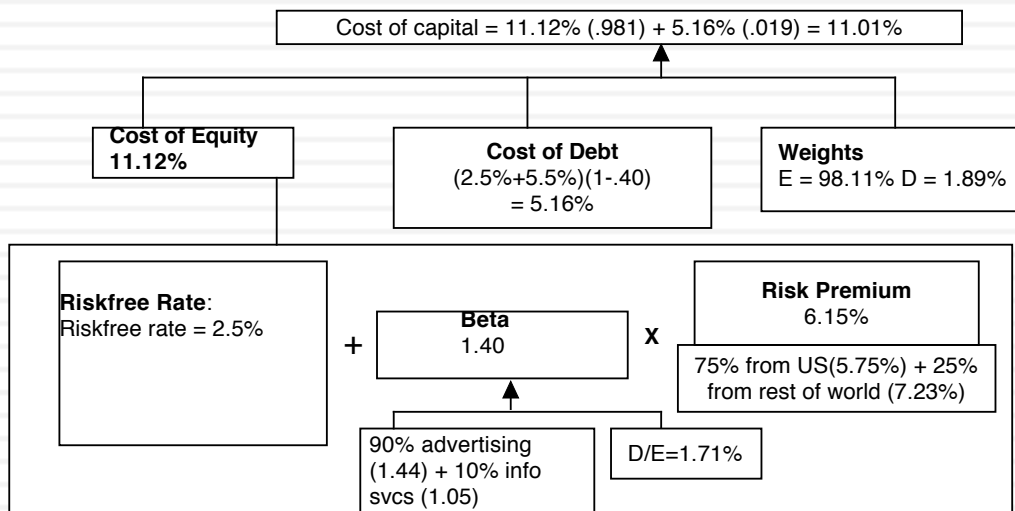 Cost of capital = 11.12% (.981) + 5.16% (.019) = 11.01%
Cost of Equity
11.12%
Cost of Debt
(2.5%+5.5%)(1-.40)
= 5.16%
Weights
E = 98.11% D = 1.89%
Riskfree Rate:
Riskfree rate = 2.5%
+
Beta
1.40
X
Risk Premium
6.15%
75% from US(5.75%) + 25%
from rest of world (7.23%)
90% advertising
(1.44) + 10% info
svcs (1.05)
D/E=1.71%